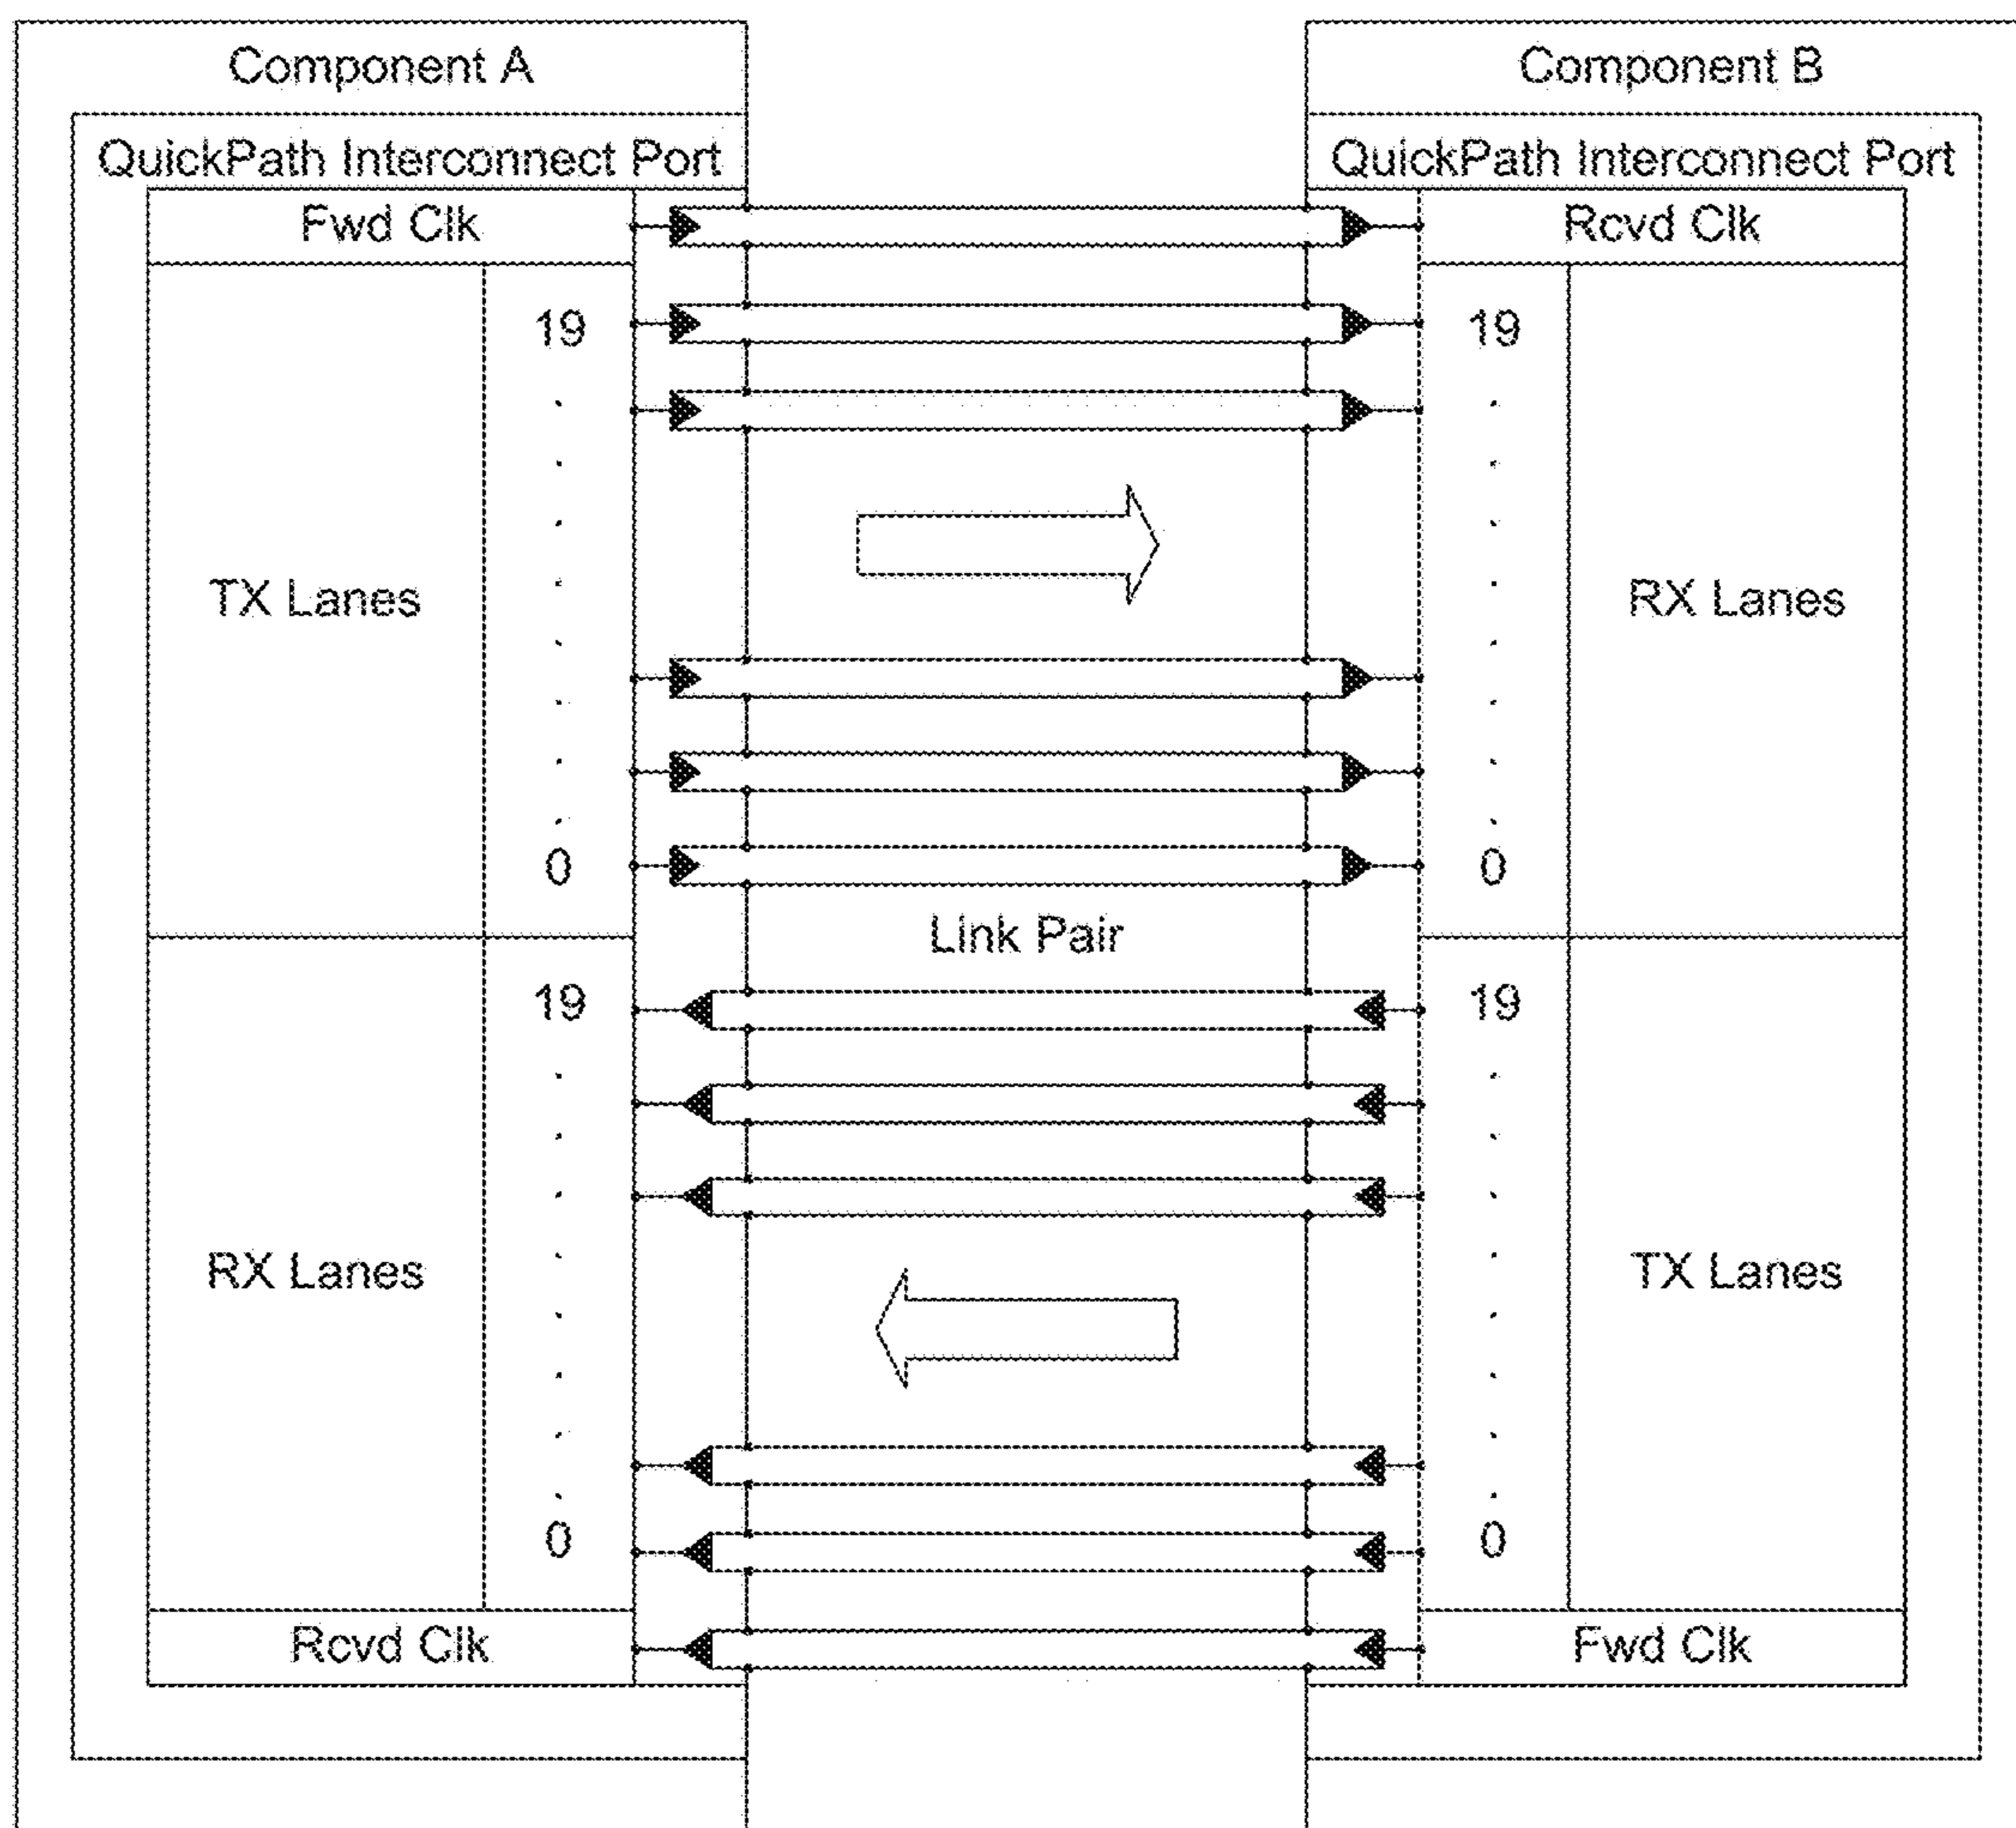 Component A
QuickPath Interconnect Port
Fwd Clk
TX Lanes
19
0
RX Lanes
19
0
Rcvd Clk
Link Pair
Component B
QuickPath Interconnect Port
Rcvd Clk
19
0
RX Lanes
19
0
TX Lanes
Fwd Clk